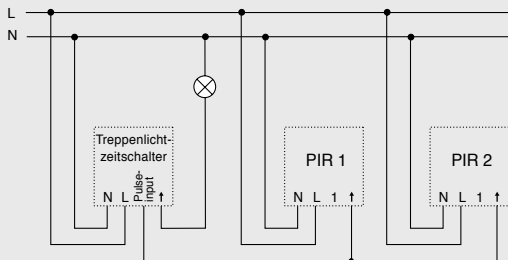 L
N
Treppenlicht-
zeitschalter
N L Pulse-
input ↑
PIR 1
N L 1 ↑
PIR 2
N L 1 ↑